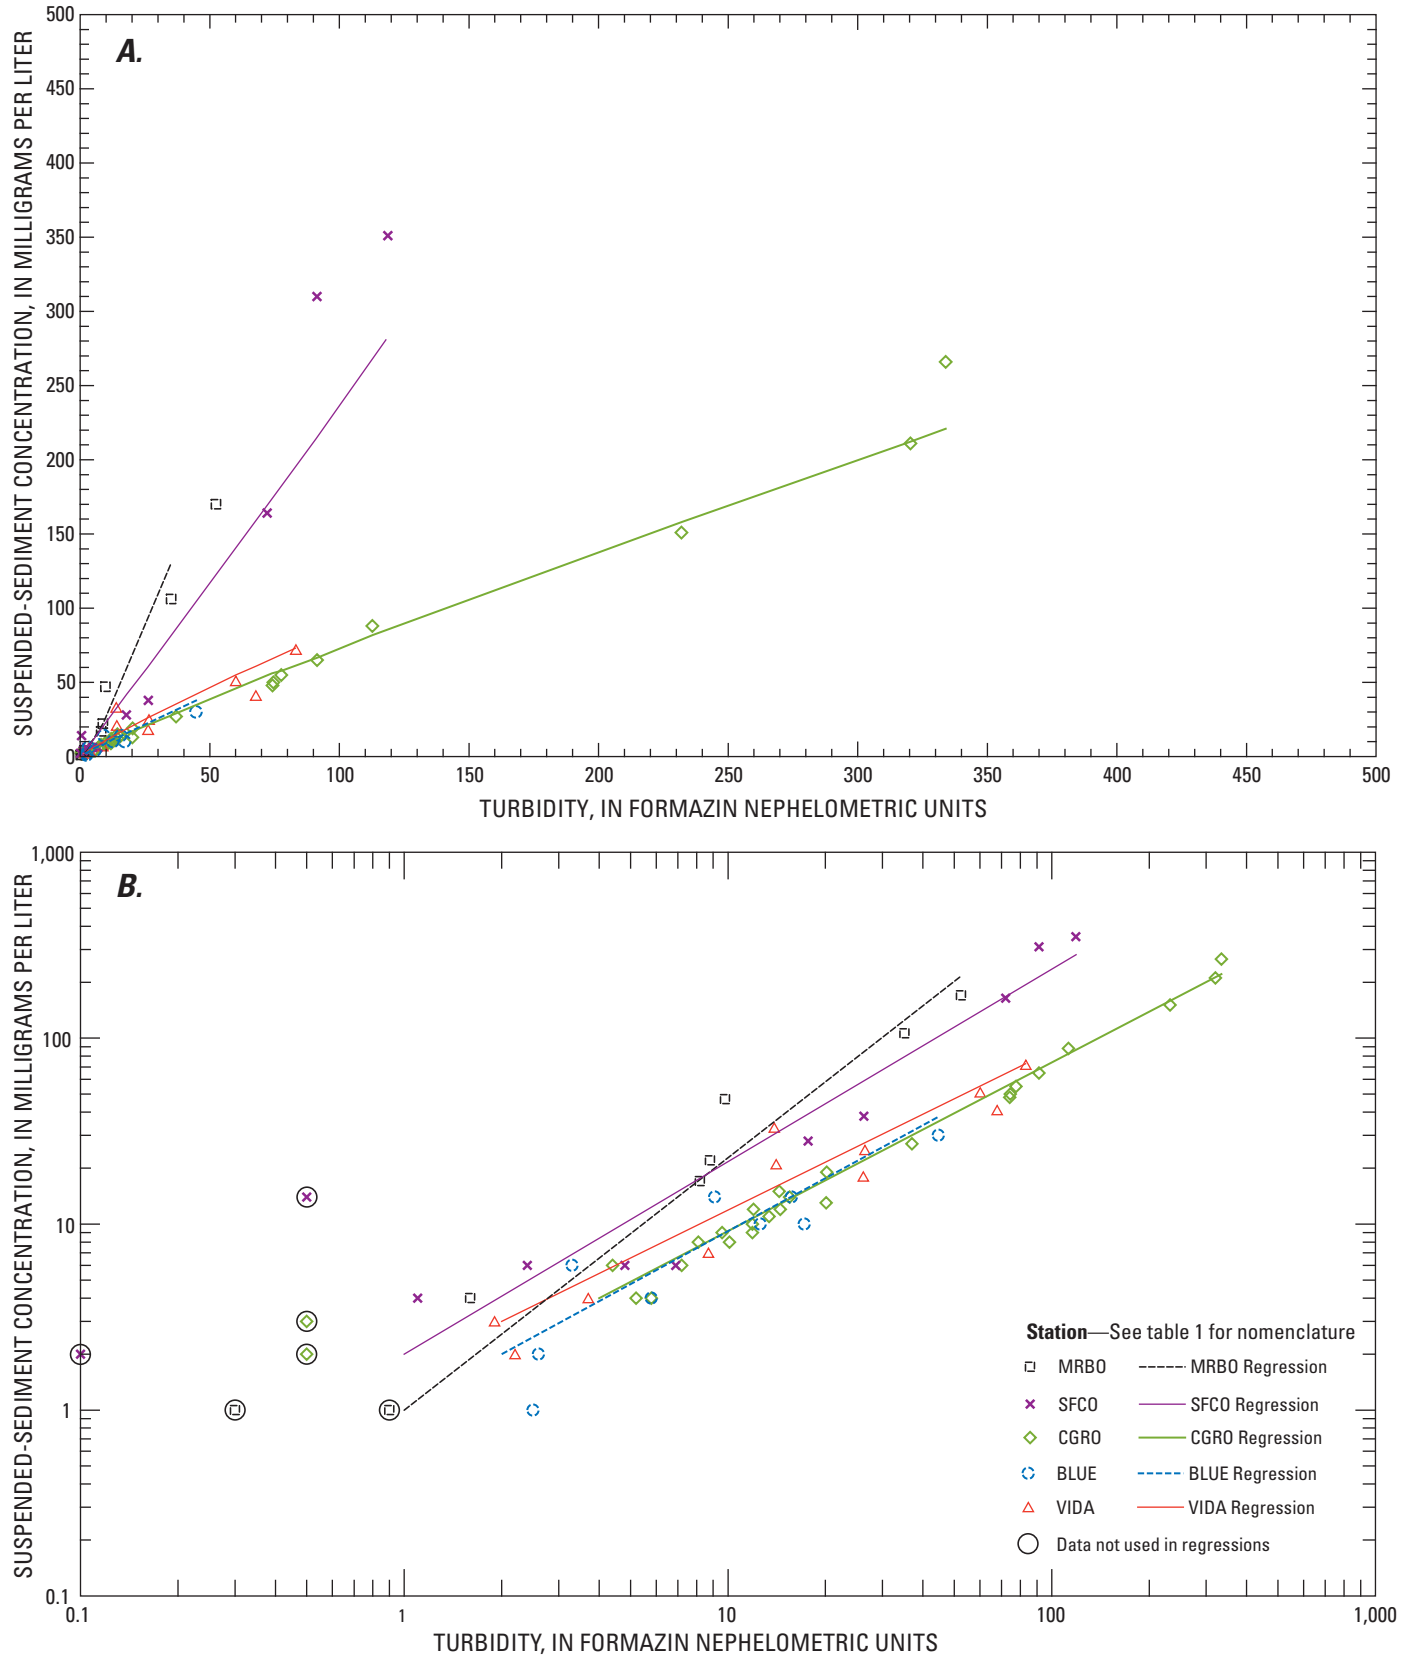 A.
500
450
400
350
300
250
200
150
100
50
0
0 50 100 150 200 250 300 350 400 450 500
SUSPENDED-SEDIMENT CONCENTRATION, IN MILLIGRAMS PER LITER
TURBIDITY, IN FORMAZIN NEPHELOMETRIC UNITS
B.
1,000
100
10
1
0.1
0.1 1 10 100 1,000
SUSPENDED-SEDIMENT CONCENTRATION, IN MILLIGRAMS PER LITER
TURBIDITY, IN FORMAZIN NEPHELOMETRIC UNITS
Station—See table 1 for nomenclature
MRBO MRBO Regression
SFCO SFCO Regression
CGRO CGRO Regression
BLUE BLUE Regression
VIDA VIDA Regression
Data not used in regressions